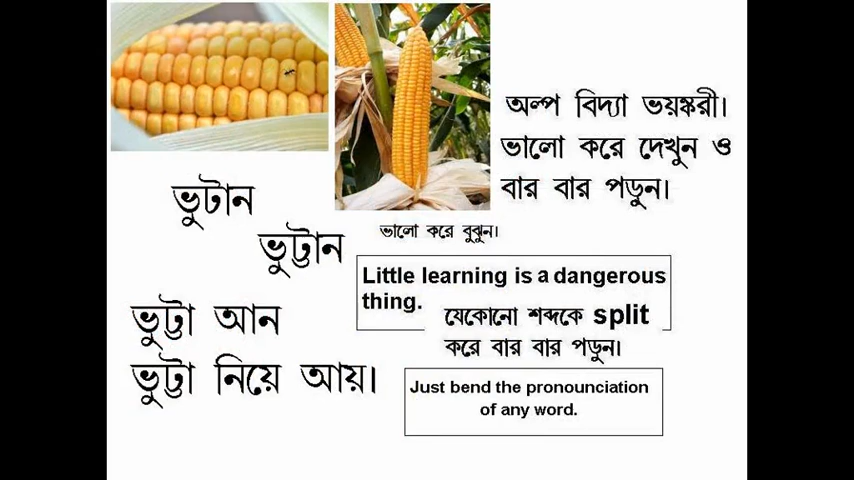 অল্প বিদ্যা ভয়ঙ্করী।
ভালো করে দেখুন ও
বার বার পড়ুন।
ভুটান
ভালো করে বুঝুন।
ভুট্টান
Little learning is a dangerous
thing.
যেকোনো শব্দকে split
করে বার বার পড়ুন।
ভুট্টা আন
ভুট্টা নিয়ে আয়।
Just bend the pronounciation
of any word.